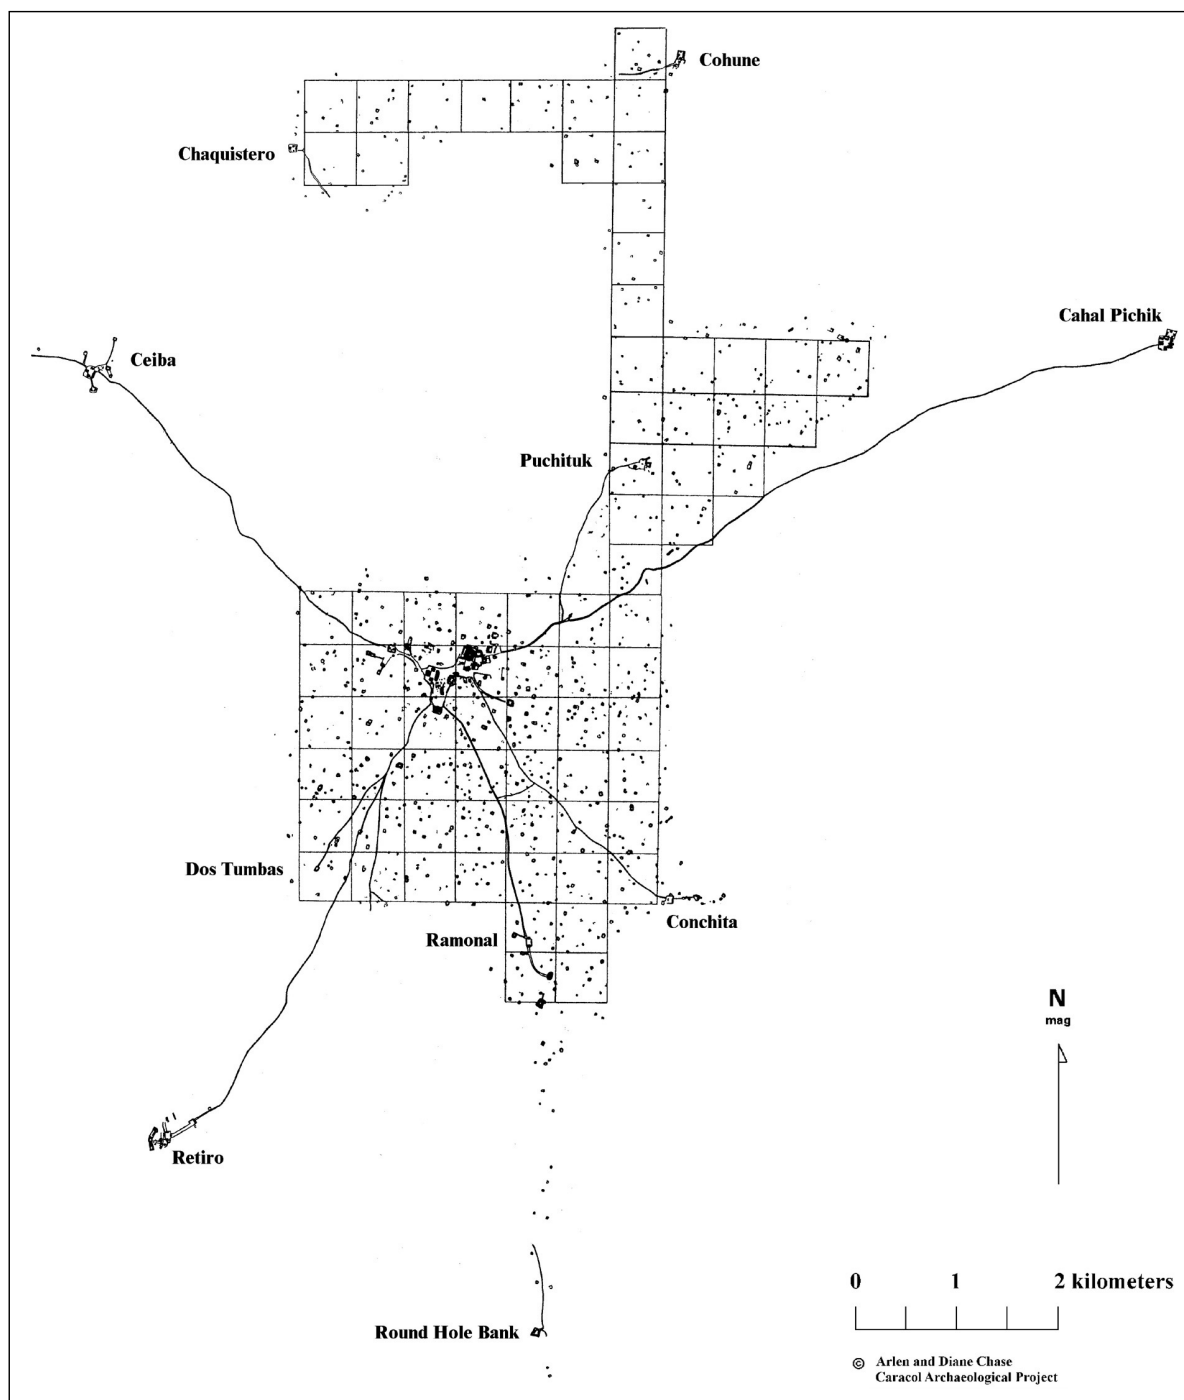 Cohune
Chaquistero
Cahal Pichik
Ceiba
Puchituk
Dos Tumbas
Conchita
Ramonal
N
mag
Retiro
0 1 2 kilometers
Round Hole Bank
© Arlen and Diane Chase
Caracol Archaeological Project